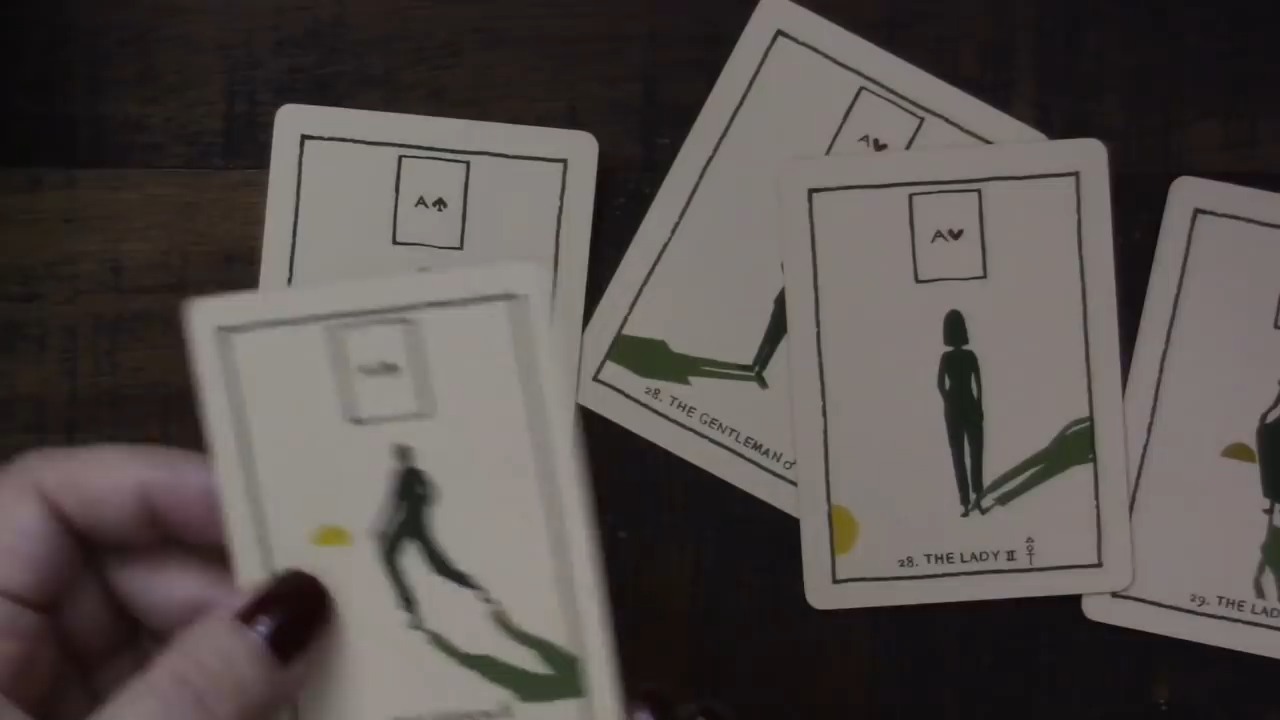 A♠
A♥
A♥
28. THE GENTLEMAN♂
28. THE LADY II
29. THE LAD